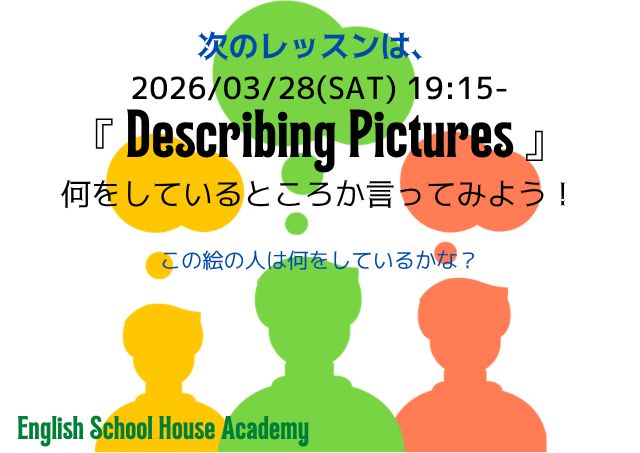 次のレッスンは、
2026/03/28(SAT) 19:15-
『 Describing Pictures 』
何をしているところか言ってみよう！
この絵の人は何をしているかな？
English School House Academy